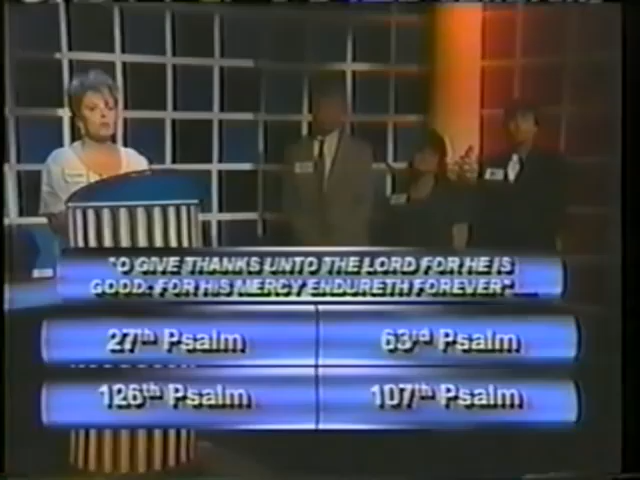 "O GIVE THANKS UNTO THE LORD FOR HE IS
GOOD: FOR HIS MERCY ENDURETH FOREVER"...
27th Psalm
63rd Psalm
126th Psalm
107th Psalm